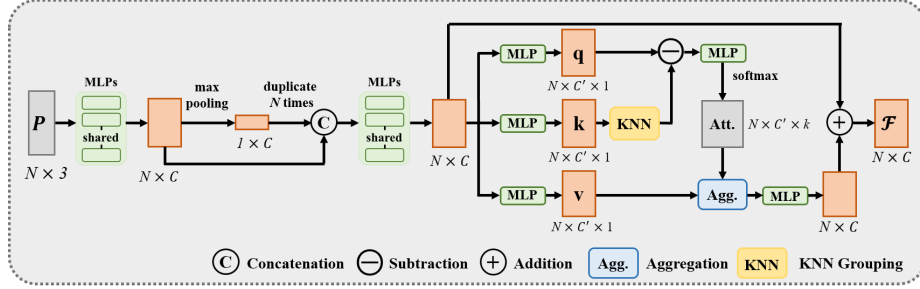 P
N × 3
MLPs
shared
N × C
max
pooling
1 × C
duplicate
N times
C
MLPs
shared
N × C
MLP
q
N × C′ × 1
MLP
k
N × C′ × 1
KNN
MLP
v
N × C′ × 1
MLP
softmax
Att.
N × C′ × k
Agg.
MLP
N × C
ℱ
N × C
C Concatenation
Subtraction
Addition
Agg. Aggregation
KNN KNN Grouping